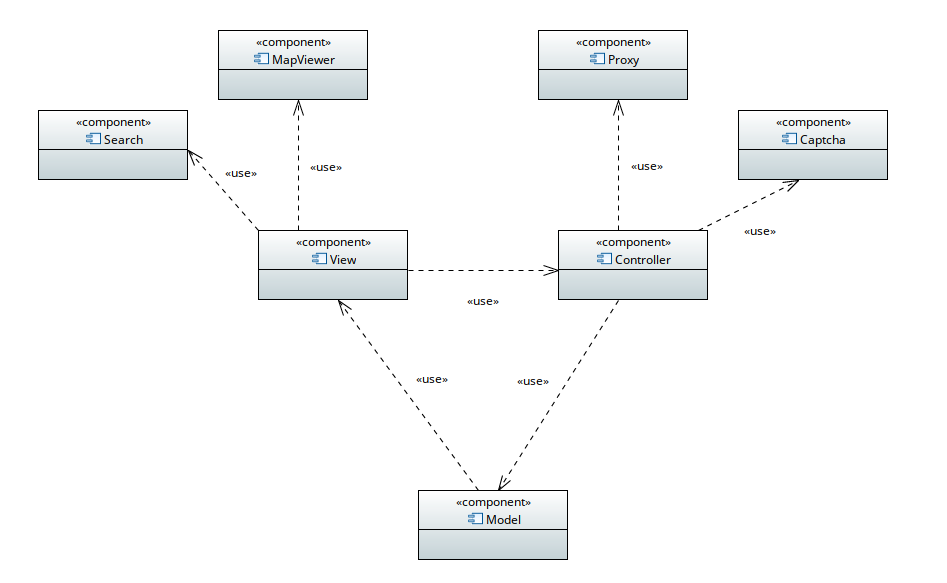 «component»
MapViewer
«component»
Proxy
«component»
Search
«component»
Captcha
«use»
«use»
«use»
«use»
«component»
View
«component»
Controller
«use»
«use»
«use»
«component»
Model